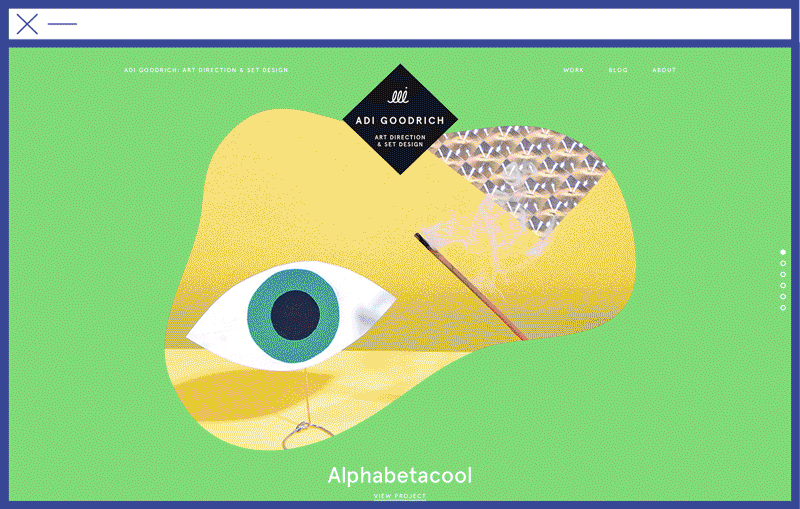 ADI GOODRICH: ART DIRECTION & SET DESIGN
WORK BLOG ABOUT
ADI GOODRICH
ART DIRECTION
& SET DESIGN
Alphabetacool
VIEW PROJECT